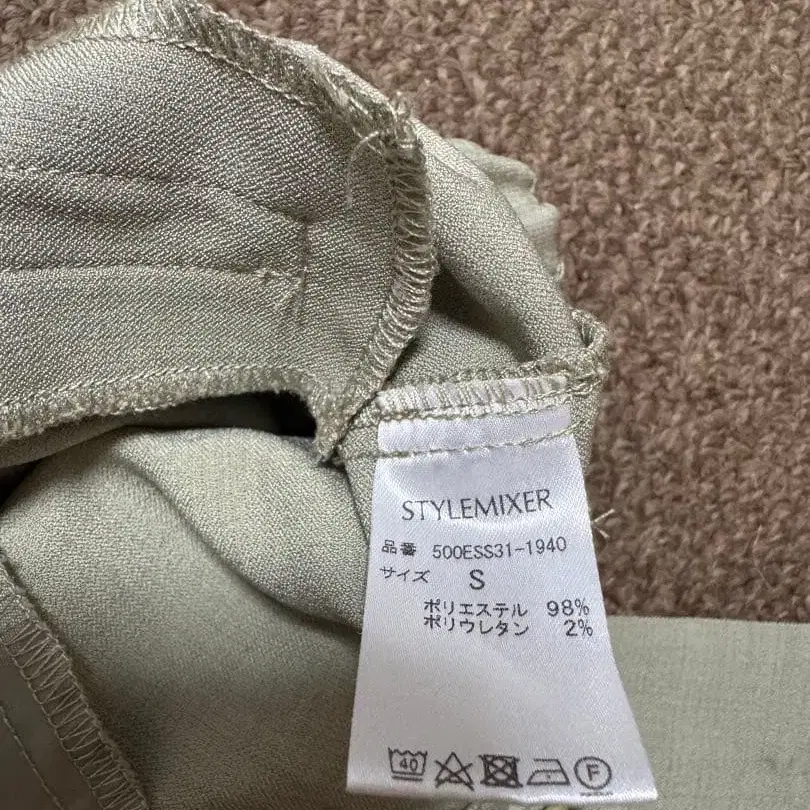 STYLEMIXER
品番 500ESS31-1940
サイズ S
ポリエステル 98%
ポリウレタン 2%
40 F